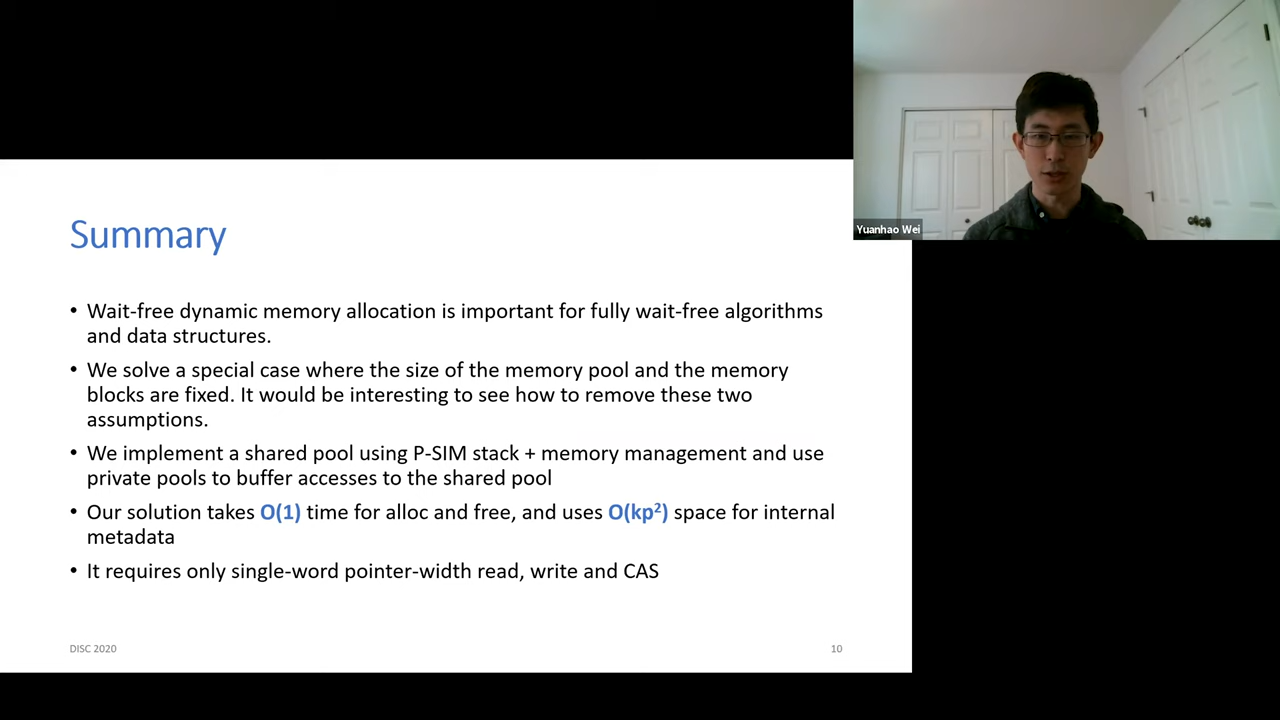 Yuanhao Wei
Summary
• Wait-free dynamic memory allocation is important for fully wait-free algorithms
and data structures.
• We solve a special case where the size of the memory pool and the memory
blocks are fixed. It would be interesting to see how to remove these two
assumptions.
• We implement a shared pool using P-SIM stack + memory management and use
private pools to buffer accesses to the shared pool
• Our solution takes O(1) time for alloc and free, and uses O(kp²) space for internal
metadata
• It requires only single-word pointer-width read, write and CAS
DISC 2020
10